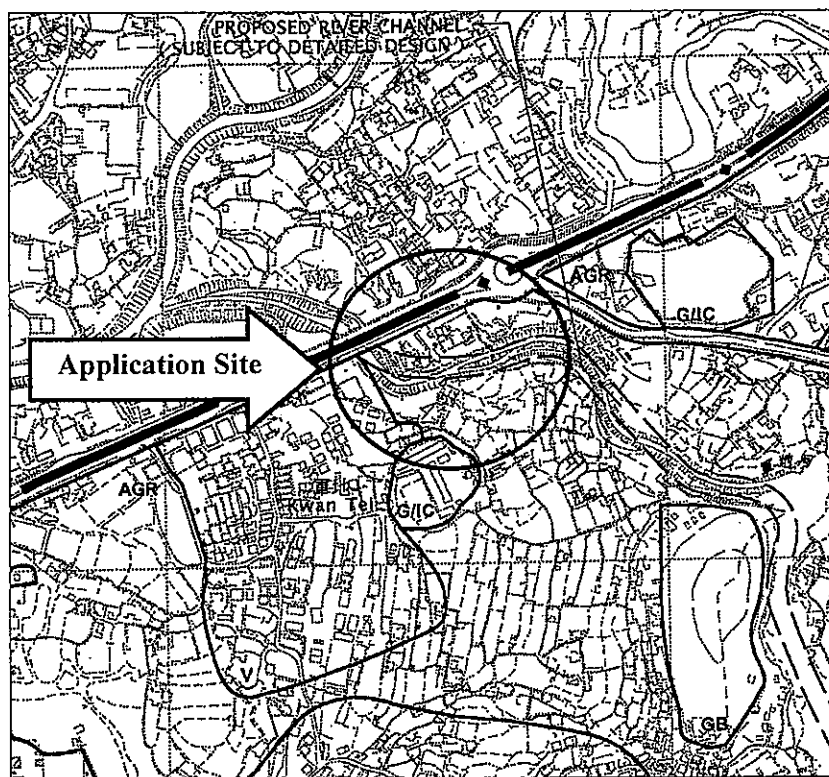 PROPOSED RIVER CHANNEL
( SUBJECT TO DETAILED DESIGN )
AGR
G/IC
Application Site
AGR
Kwan Tei
G/IC
V
GB